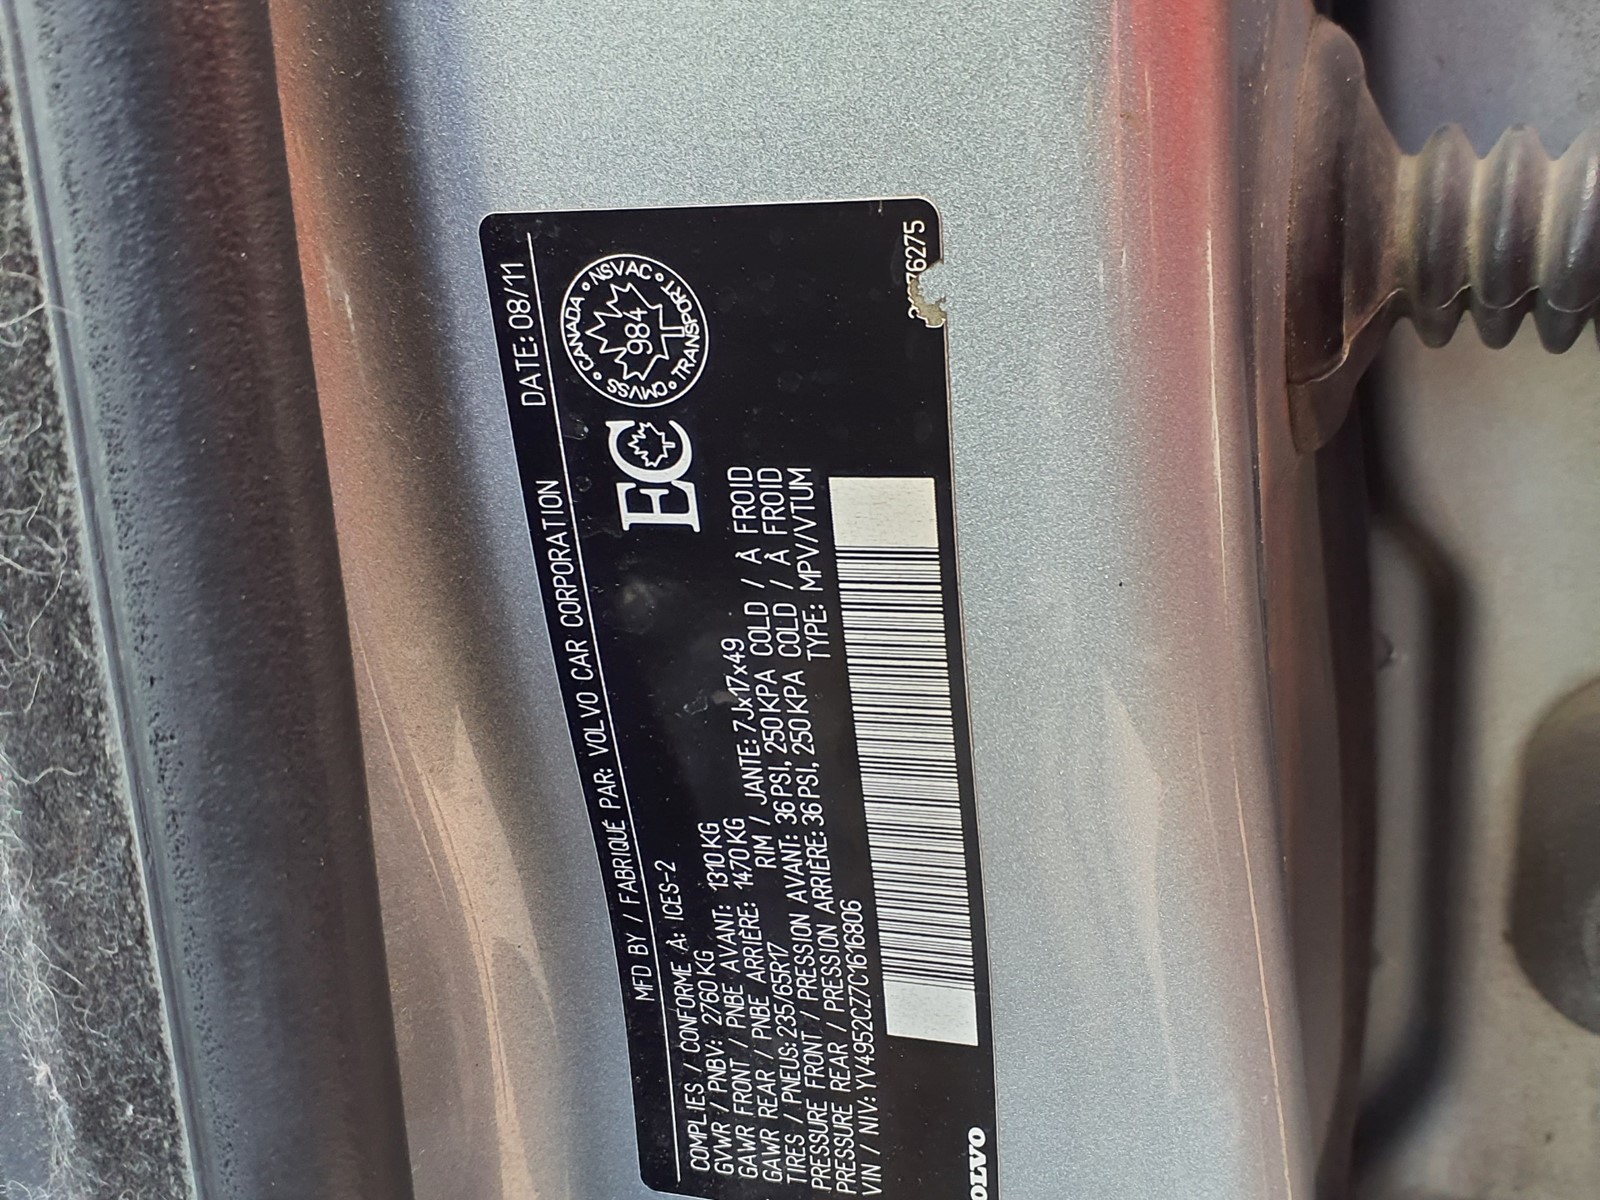 MFD BY / FABRIQUÉ PAR: VOLVO CAR CORPORATION DATE: 08/11
COMPLIES / CONFORME À: ICES-2
GVWR / PNBV: 2760 KG
GAWR FRONT / PNBE AVANT: 1310 KG
GAWR REAR / PNBE ARRIERE: 1470 KG
TIRES / PNEUS: 235/65R17 RIM / JANTE: 7Jx17x49
PRESSURE FRONT / PRESSION AVANT: 36 PSI, 250 KPA COLD / À FROID
PRESSURE REAR / PRESSION ARRIÈRE: 36 PSI, 250 KPA COLD / À FROID
VIN / NIV: YV4952CZ7C1616806 TYPE: MPV/VTUM
EC
CANADA • NSVAC • TRANSPORT • CMVSS •
984
76275